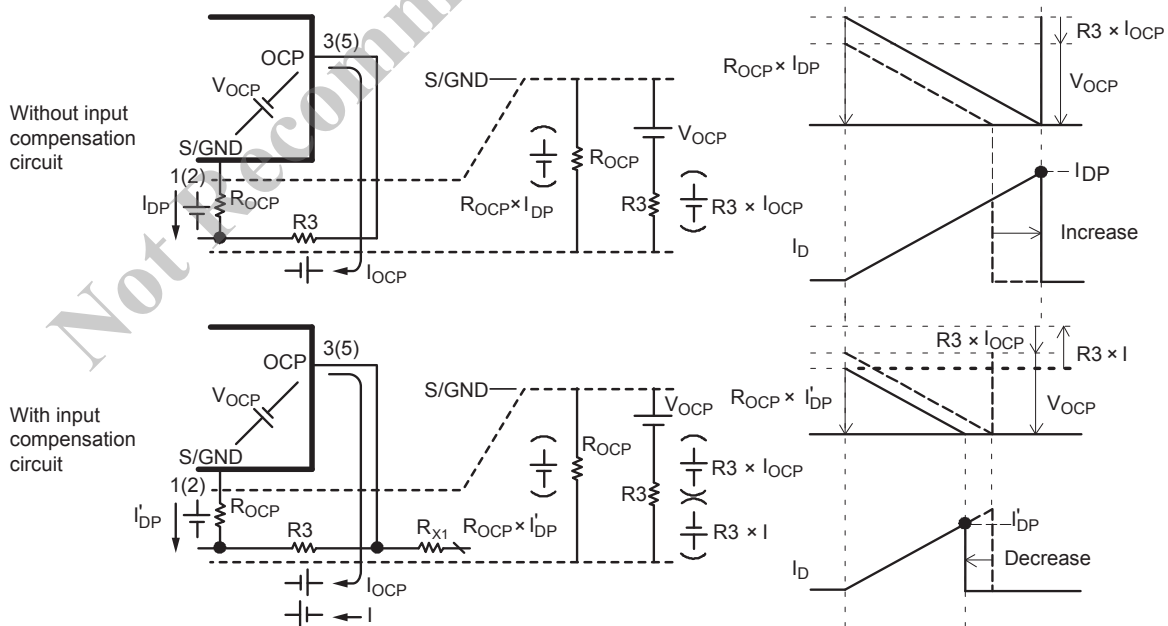 Not Recomm
Without input
compensation
circuit
OCP
3(5)
V_OCP
S/GND
1(2)
I_DP
R_OCP
R3
I_OCP
S/GND
R_OCP × I_DP
R_OCP
V_OCP
R3
R3 × I_OCP
R_OCP × I_DP
R3 × I_OCP
V_OCP
I_DP
I_D
Increase
With input
compensation
circuit
OCP
3(5)
V_OCP
S/GND
1(2)
I'_DP
R_OCP
R3
R_X1
I_OCP
I
S/GND
R_OCP × I'_DP
R_OCP
V_OCP
R3
R3 × I_OCP
R3 × I
R_OCP × I'_DP
R3 × I_OCP
R3 × I
V_OCP
I'_DP
I_D
Decrease